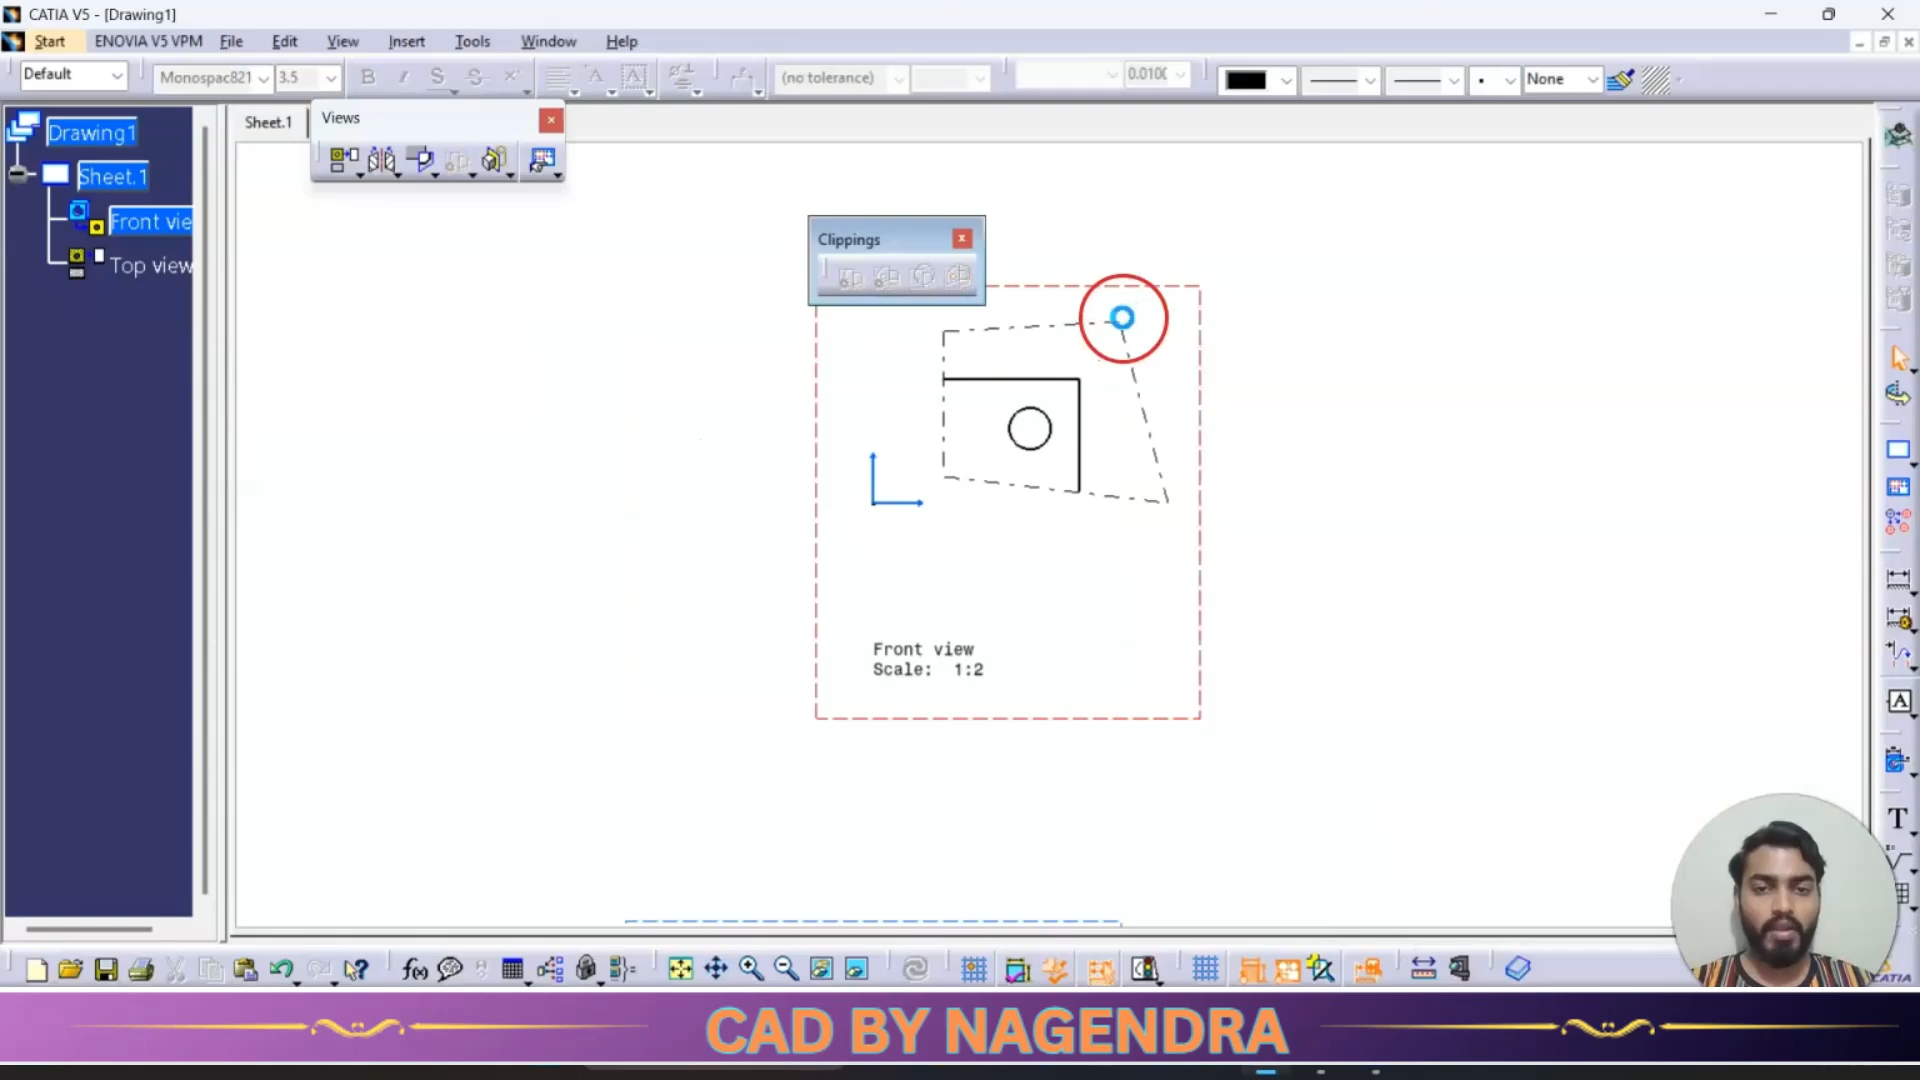 CATIA V5 - [Drawing1]
Start ENOVIA V5 VPM File Edit View Insert Tools Window Help
Default Monospac821 3.5 B S S (no tolerance) 0.010( None
Drawing1
Sheet.1
Front vie
Top view
Sheet.1
Views
Clippings
Front view
Scale: 1:2
A
T
f(x)
CATIA
CAD BY NAGENDRA